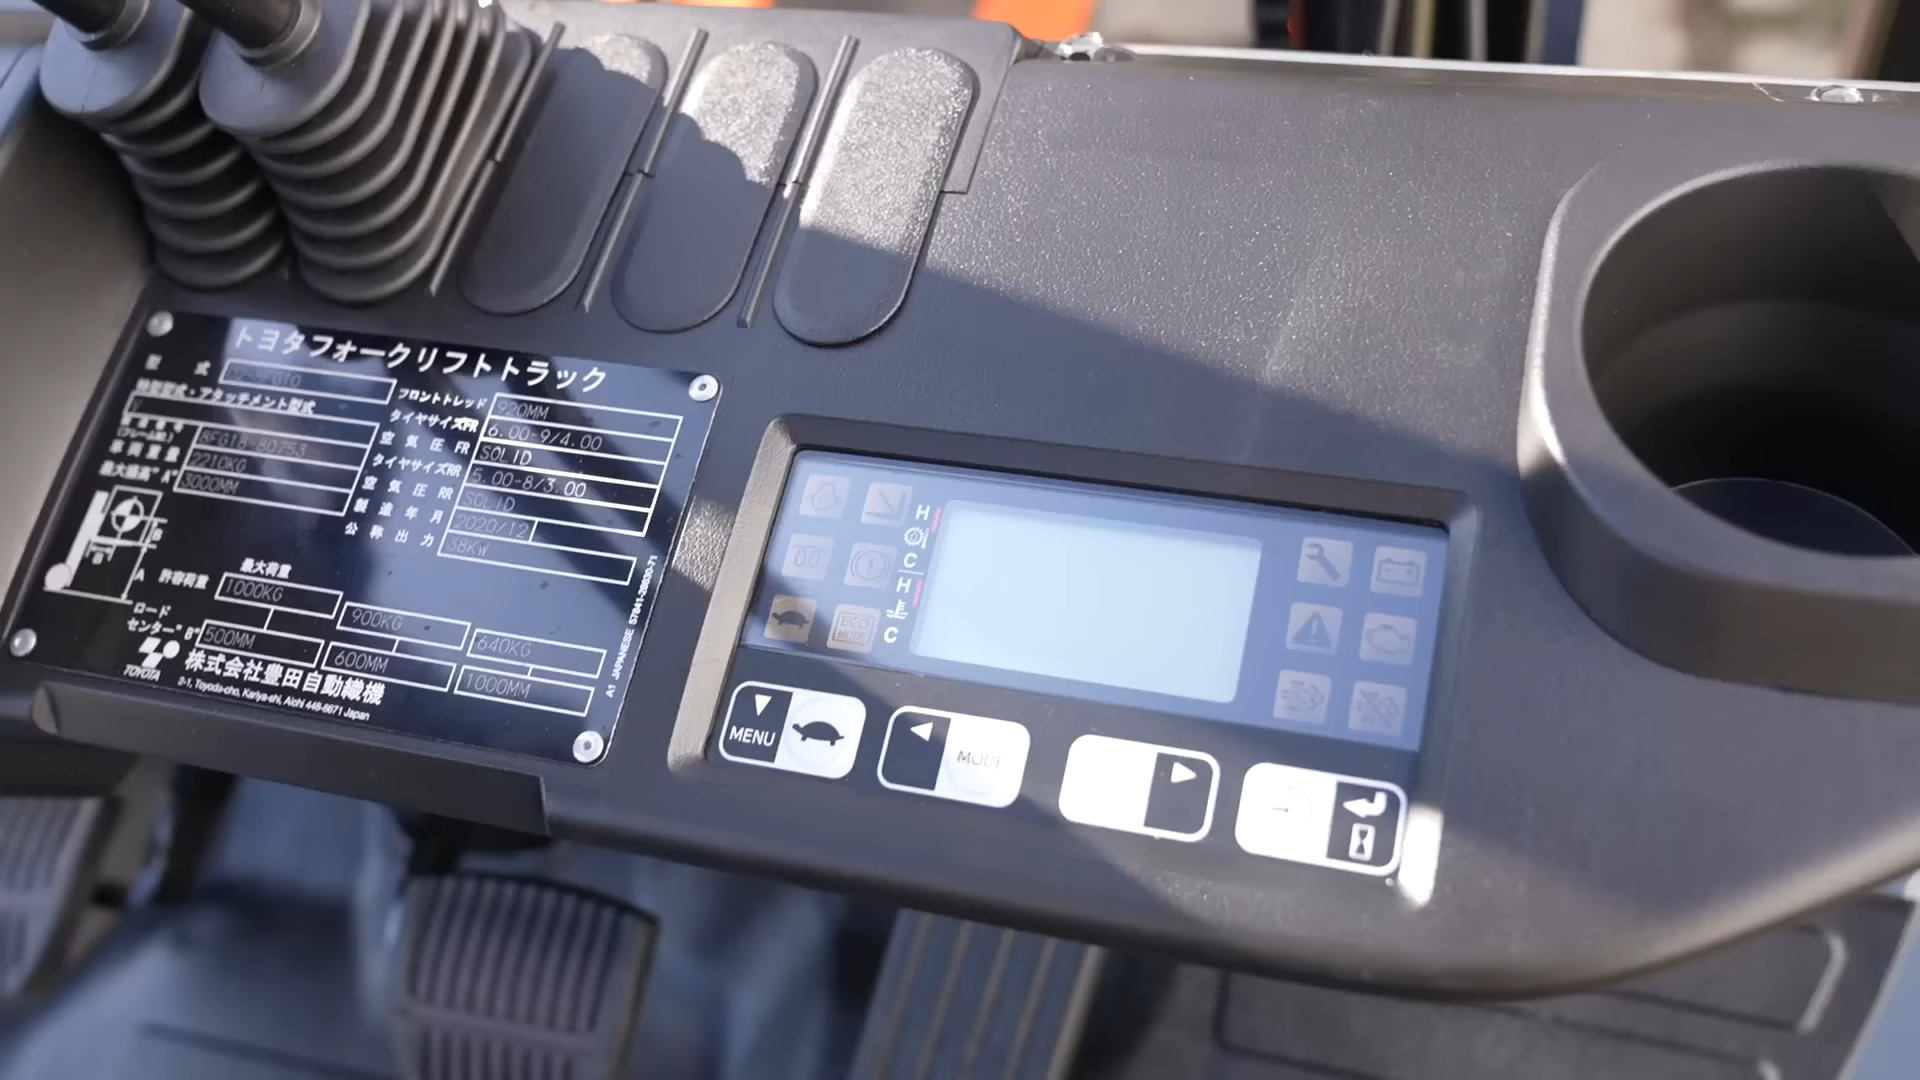 トヨタフォークリフトトラック
型 式
特型型式・アタッチメント型式
フロントトレッド 920MM
タイヤサイズFR 6.00-9/4.00
空 気 圧 FR SOLID
タイヤサイズRR 5.00-8/3.00
空 気 圧 RR SOLID
製 造 年 月 2020/12
公 称 出 力 38KW
8FG18-80753
車 両 重 量 2210KG
最大揚高"A" 3000MM
B
A
最大荷重
許容荷重 1000KG 900KG 640KG
ロード
センター"B" 500MM 600MM 1000MM
TOYOTA
株式会社豊田自動織機
2-1, Toyoda-cho, Kariya-shi, Aichi 448-8671 Japan
A1 JAPANESE 57841-26630-71
H
C
H
C
ECO
MODE
MENU
MODE